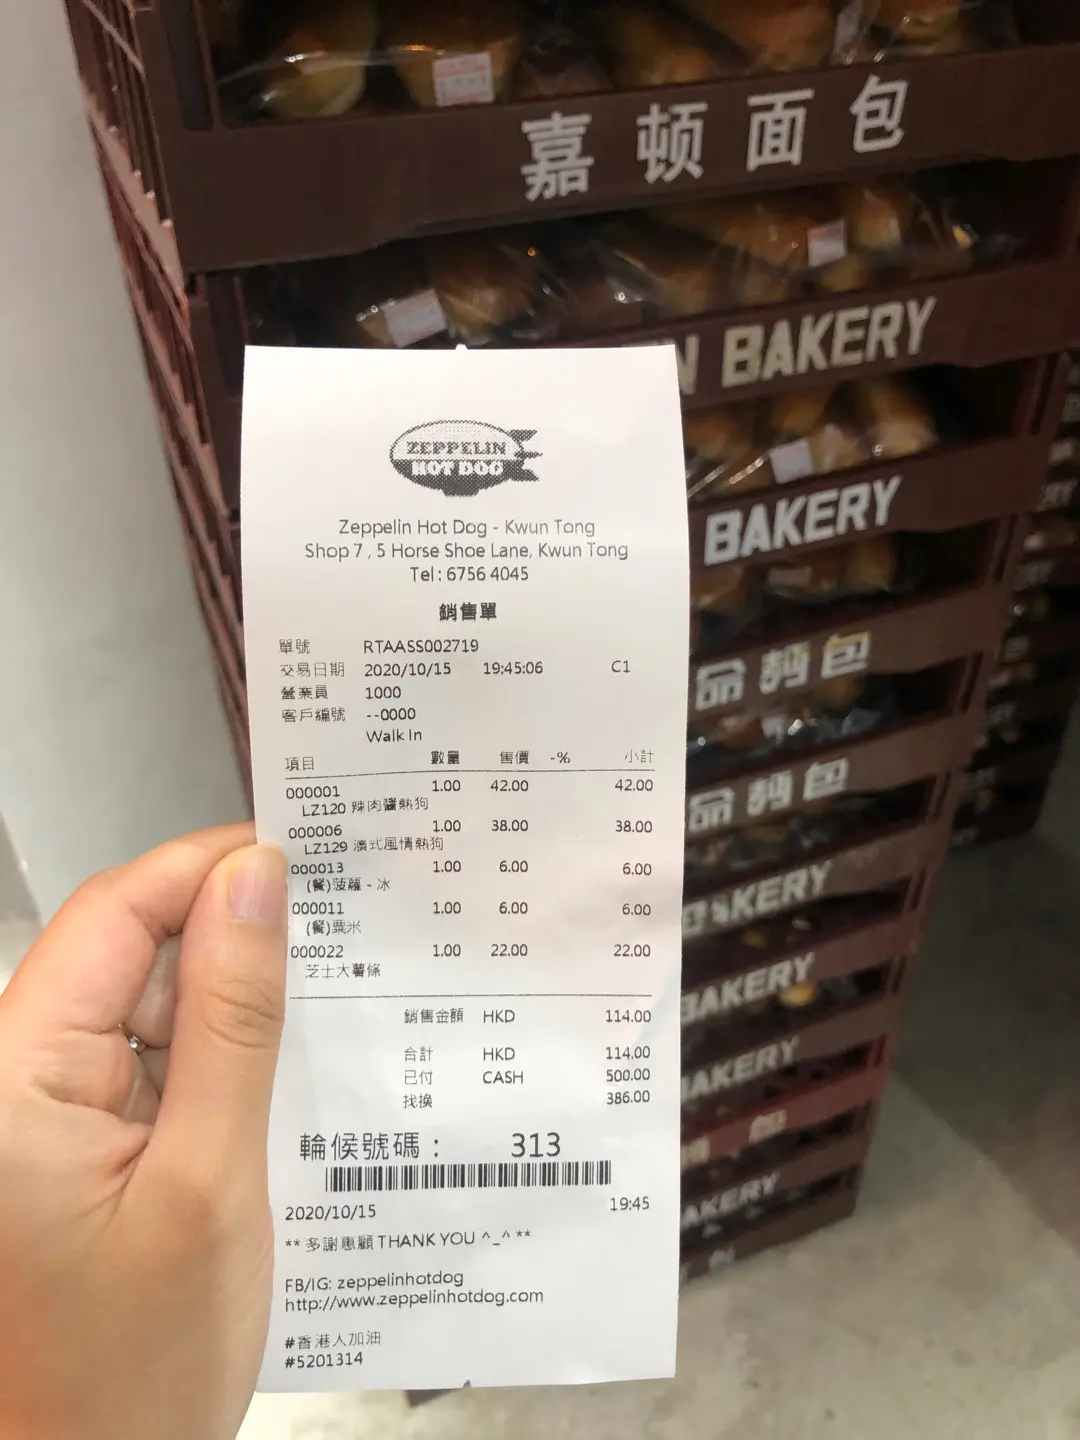 嘉顿面包
N BAKERY
BAKERY
面包
面包
BAKERY
BAKERY
BAKERY
包
AKERY
ZEPPELIN
HOT DOG
Zeppelin Hot Dog - Kwun Tong
Shop 7 , 5 Horse Shoe Lane, Kwun Tong
Tel : 6756 4045
銷售單
單號 RTAASS002719
交易日期 2020/10/15 19:45:06 C1
營業員 1000
客戶編號 --0000
Walk In
項目 數量 售價 -% 小計
000001 1.00 42.00 42.00
LZ120 辣肉醬熱狗
000006 1.00 38.00 38.00
LZ129 澳式風情熱狗
000013 1.00 6.00 6.00
(餐)菠蘿 - 冰
000011 1.00 6.00 6.00
(餐)粟米
000022 1.00 22.00 22.00
芝士大薯條
銷售金額 HKD 114.00
合計 HKD 114.00
已付 CASH 500.00
找換 386.00
輪候號碼 : 313
2020/10/15 19:45
** 多謝惠顧 THANK YOU ^_^ **
FB/IG: zeppelinhotdog
http://www.zeppelinhotdog.com
#香港人加油
#5201314